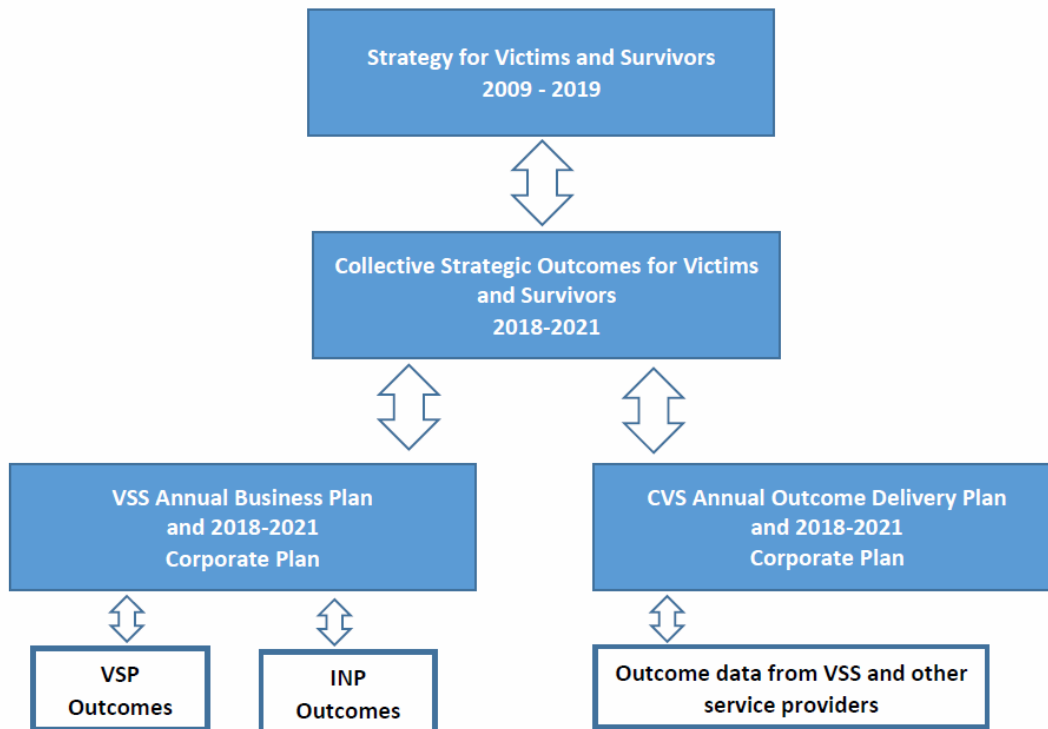 Strategy for Victims and Survivors
2009 - 2019
Collective Strategic Outcomes for Victims
and Survivors
2018-2021
VSS Annual Business Plan
and 2018-2021
Corporate Plan
CVS Annual Outcome Delivery Plan
and 2018-2021
Corporate Plan
VSP
Outcomes
INP
Outcomes
Outcome data from VSS and other
service providers